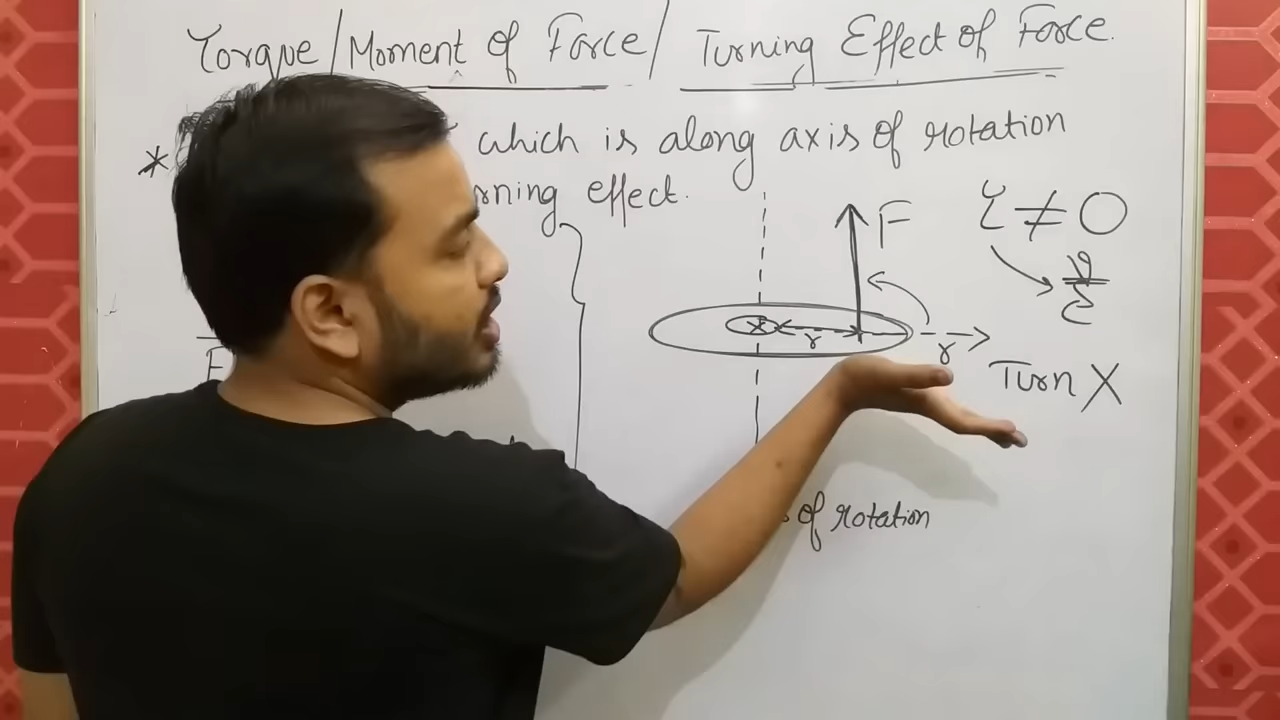 Torque/Moment of Force/Turning Effect of Force.
* which is along axis of rotation
rning effect.
F
τ ≠ 0
r
r
Turn X
of rotation